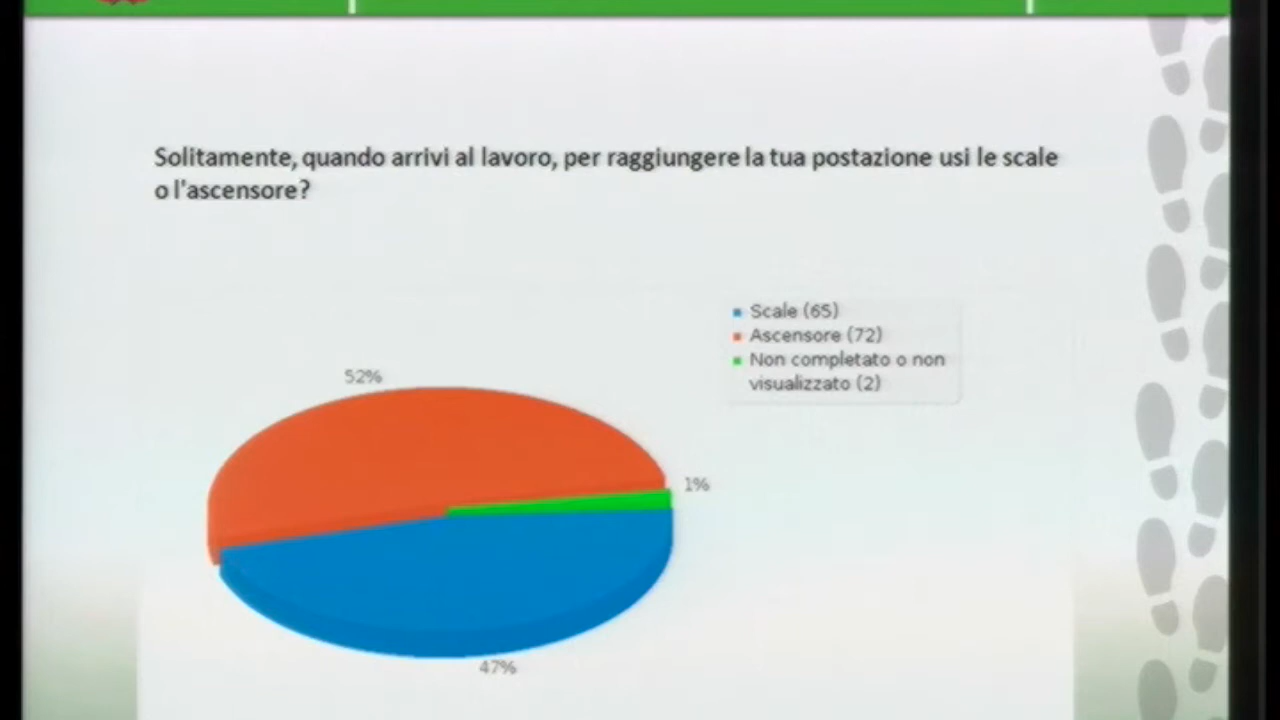 Solitamente, quando arrivi al lavoro, per raggiungere la tua postazione usi le scale
o l'ascensore?
Scale (65)
Ascensore (72)
Non completato o non
visualizzato (2)
52%
1%
47%